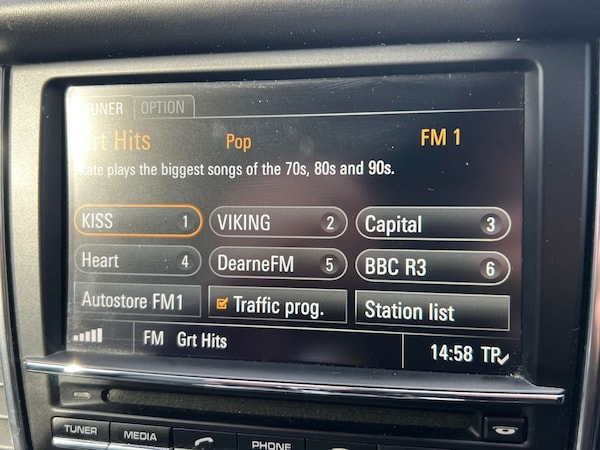 TUNER OPTION
Grt Hits Pop FM 1
Kate plays the biggest songs of the 70s, 80s and 90s.
KISS 1 VIKING 2 Capital 3
Heart 4 DearneFM 5 BBC R3 6
Autostore FM1 Traffic prog. Station list
FM Grt Hits 14:58 TP
TUNER MEDIA PHONE